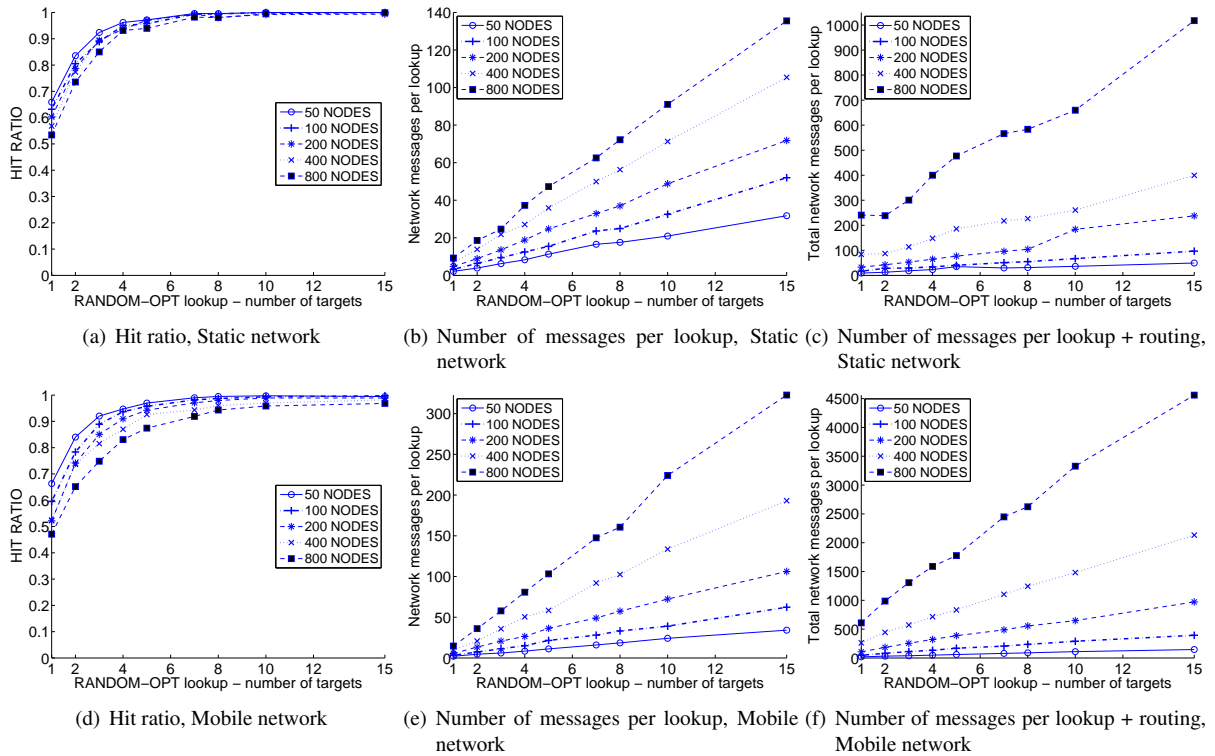 1
0.9
0.8
0.7
0.6
0.5
0.4
0.3
0.2
0.1
0
HIT RATIO
50 NODES
100 NODES
200 NODES
400 NODES
800 NODES
1 2 4 6 8 10 12 15
RANDOM−OPT lookup − number of targets
(a) Hit ratio, Static network
140
120
100
80
60
40
20
0
Network messages per lookup
50 NODES
100 NODES
200 NODES
400 NODES
800 NODES
1 2 4 6 8 10 12 15
RANDOM−OPT lookup − number of targets
(b) Number of messages per lookup, Static
network
1000
900
800
700
600
500
400
300
200
100
0
Total network messages per lookup
50 NODES
100 NODES
200 NODES
400 NODES
800 NODES
1 2 4 6 8 10 12 15
RANDOM−OPT lookup − number of targets
(c) Number of messages per lookup + routing,
Static network
1
0.9
0.8
0.7
0.6
0.5
0.4
0.3
0.2
0.1
0
HIT RATIO
50 NODES
100 NODES
200 NODES
400 NODES
800 NODES
1 2 4 6 8 10 12 15
RANDOM−OPT lookup − number of targets
(d) Hit ratio, Mobile network
300
250
200
150
100
50
0
Network messages per lookup
50 NODES
100 NODES
200 NODES
400 NODES
800 NODES
1 2 4 6 8 10 12 15
RANDOM−OPT lookup − number of targets
(e) Number of messages per lookup, Mobile
network
4500
4000
3500
3000
2500
2000
1500
1000
500
0
Total network messages per lookup
50 NODES
100 NODES
200 NODES
400 NODES
800 NODES
1 2 4 6 8 10 12 15
RANDOM−OPT lookup − number of targets
(f) Number of messages per lookup + routing,
Mobile network